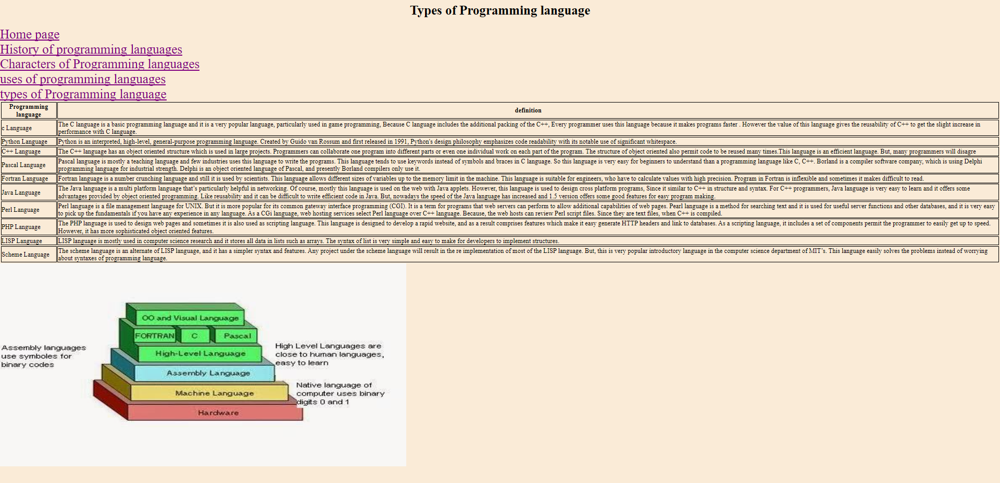 Types of Programming language
Home page
History of programming languages
Characters of Programming languages
uses of programming languages
types of Programming language
Programming
language
definition
c Language
The C language is a basic programming language and it is a very popular language, particularly used in game programming, Because C language includes the additional packing of the C++, Every programmer uses this language because it makes programs faster . However the value of this language gives the reusability of C++ to get the slight increase in
performance with C language.
Python Language
Python is an interpreted, high-level, general-purpose programming language. Created by Guido van Rossum and first released in 1991, Python's design philosophy emphasizes code readability with its notable use of significant whitespace.
C++ Language
The C++ language has an object oriented structure which is used in large projects. Programmers can collaborate one program into different parts or even one individual work on each part of the program. The structure of object oriented also permit code to be reused many times.This language is an efficient language. But, many programmers will disagre
Pascal Language
Pascal language is mostly a teaching language and few industries uses this language to write the programs. This language tends to use keywords instead of symbols and braces in C language. So this language is very easy for beginners to understand than a programming language like C, C++. Borland is a compiler software company, which is using Delphi
programming language for industrial strength. Delphi is an object oriented language of Pascal, and presently Borland compilers only use it.
Fortran Language
Fortran language is a number crunching language and still it is used by scientists. This language allows different sizes of variables up to the memory limit in the machine. This language is suitable for engineers, who have to calculate values with high precision. Program in Fortran is inflexible and sometimes it makes difficult to read.
Java Language
The Java language is a multi platform language that’s particularly helpful in networking. Of course, mostly this language is used on the web with Java applets. However, this language is used to design cross platform programs, Since it similar to C++ in structure and syntax. For C++ programmers, Java language is very easy to learn and it offers some
advantages provided by object oriented programming. Like reusability and it can be difficult to write efficient code in Java. But, nowadays the speed of the Java language has increased and 1.5 version offers some good features for easy program making.
Perl Language
Perl language is a file management language for UNIX. But it is more popular for its common gateway interface programming (CGI). It is a term for programs that web servers can perform to allow additional capabilities of web pages. Pearl language is a method for searching text and it is used for useful server functions and other databases, and it is very easy
to pick up the fundamentals if you have any experience in any language. As a CGi language, web hosting services select Perl language over C++ language. Because, the web hosts can review Perl script files. Since they are text files, when C++ is compiled.
PHP Language
The PHP language is used to design web pages and sometimes it is also used as scripting language. This language is designed to develop a rapid website, and as a result comprises features which make it easy generate HTTP headers and link to databases. As a scripting language, it includes a set of components permit the programmer to easily get up to speed.
However, it has more sophisticated object oriented features.
LISP Language
LISP language is mostly used in computer science research and it stores all data in lists such as arrays. The syntax of list is very simple and easy to make for developers to implement structures.
Scheme Language
The scheme language is an alternate of LISP language, and it has a simpler syntax and features. Any project under the scheme language will result in the re implementation of most of the LISP language. But, this is very popular introductory language in the computer science department of MIT’s. This language easily solves the problems instead of worrying
about syntaxes of programming language.
OO and Visual Language
FORTRAN
C
Pascal
High-Level Language
Assembly Language
Machine Language
Hardware
Assembly languages
use symboles for
binary codes
High Level Languages are
close to human languages,
easy to learn
Native language of
computer uses binary
digits 0 and 1